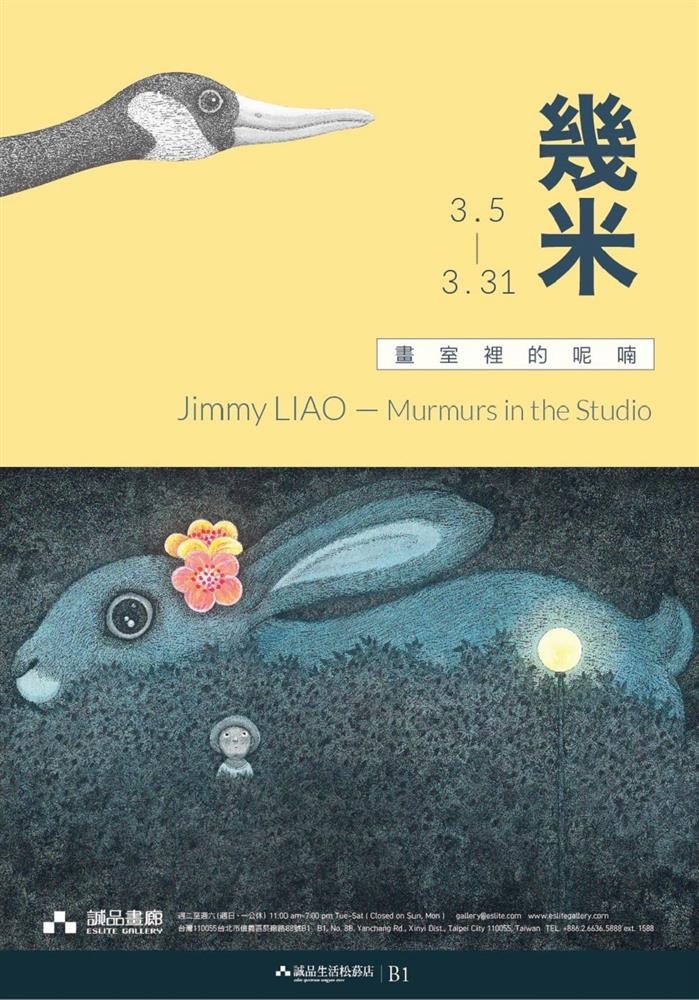 幾米
3.5
3.31
畫室裡的呢喃
Jimmy LIAO — Murmurs in the Studio
誠品畫廊
ESLITE GALLERY
週二至週六 (週日、一公休) 11:00 am-7:00 pm Tue-Sat ( Closed on Sun, Mon ) gallery@eslite.com www.eslitegallery.com
台灣110055台北市信義區菸廠路88號B1 B1, No. 88, Yanchang Rd., Xinyi Dist., Taipei City 110055, Taiwan TEL. +886.2.6636.5888 ext. 1588
誠品生活松菸店 B1
eslite spectrum songyan store